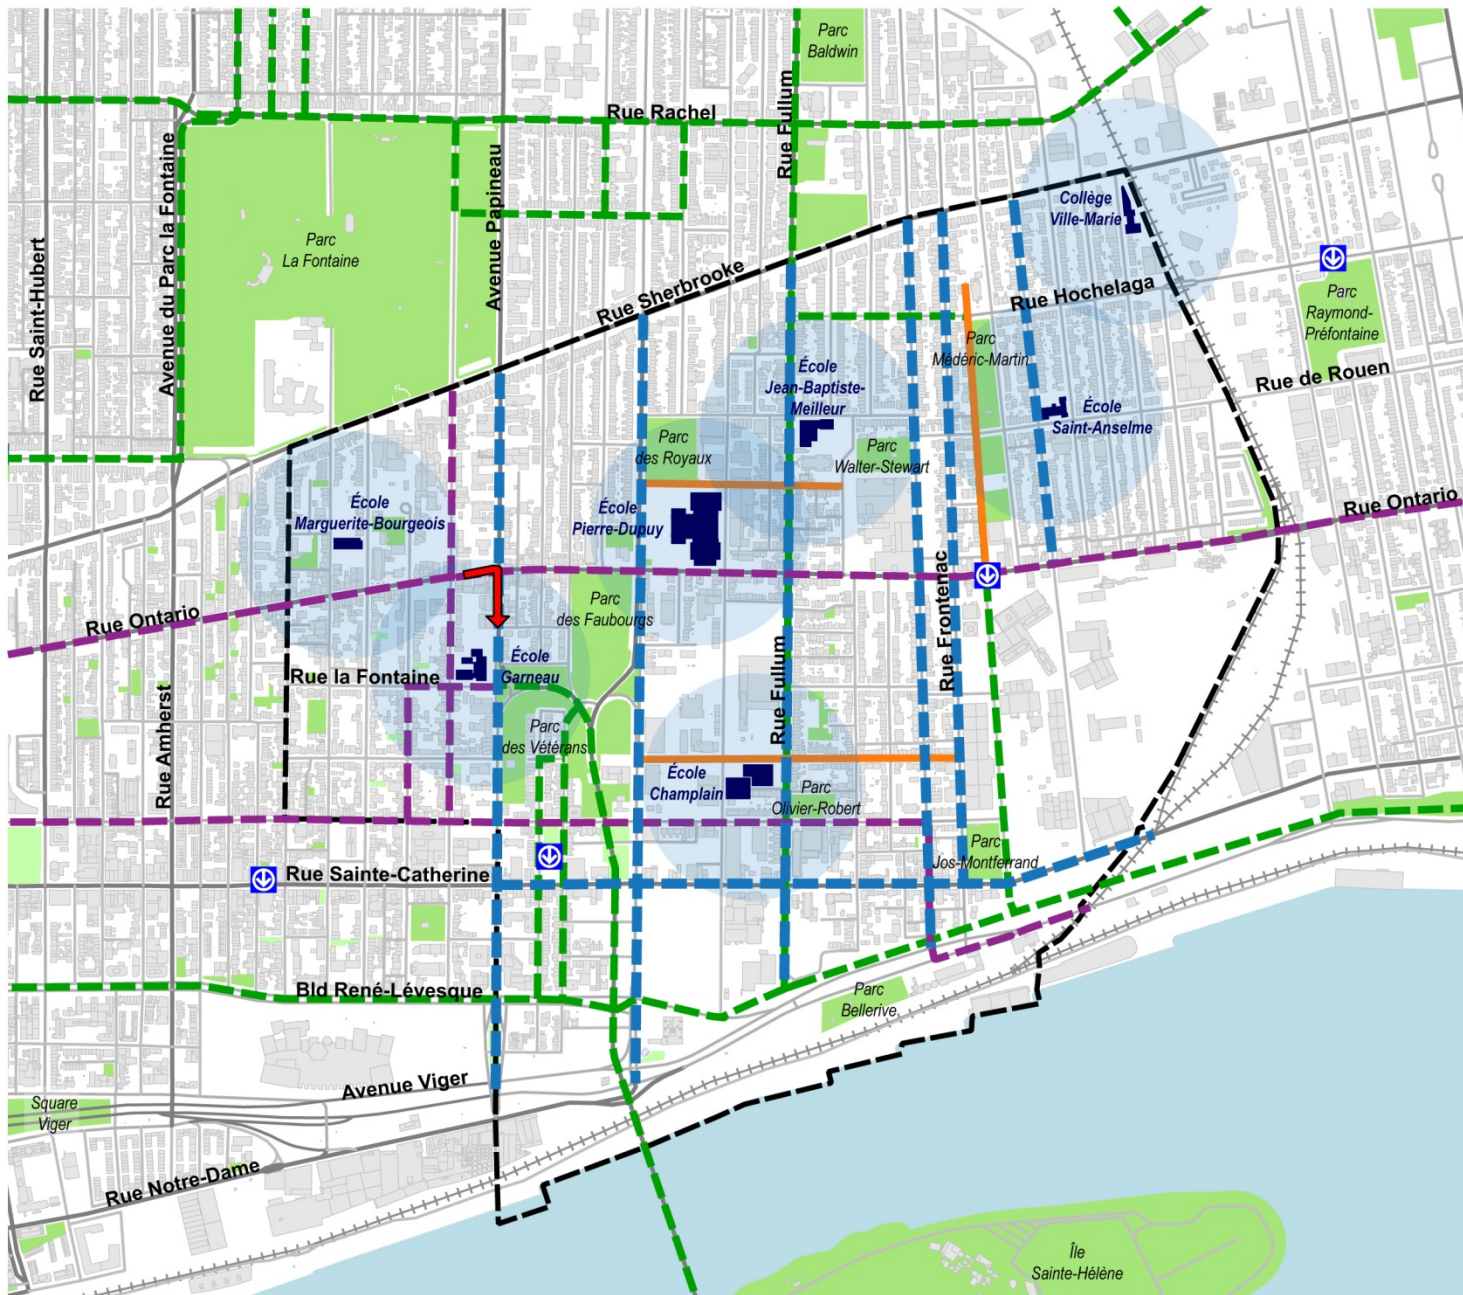 Parc
Baldwin
Rue Rachel
Rue Fullum
Avenue du Parc la Fontaine
Avenue Papineau
Rue Saint-Hubert
Parc
La Fontaine
Collège
Ville-Marie
Rue Sherbrooke
Rue Hochelaga
Parc
Raymond-
Préfontaine
Parc
Médéric-Martin
Rue de Rouen
École
Jean-Baptiste-
Meilleur
École
Saint-Anselme
Parc
des Royaux
Parc
Walter-Stewart
École
Marguerite-Bourgeois
École
Pierre-Dupuy
Rue Ontario
Rue Ontario
Parc
des Faubourgs
Rue Frontenac
École
Garneau
Rue la Fontaine
Rue Fullum
Rue Amherst
Parc
des Vétérans
École
Champlain
Parc
Olivier-Robert
Parc
Jos-Montferrand
Rue Sainte-Catherine
Bld René-Lévesque
Parc
Bellerive
Avenue Viger
Square
Viger
Rue Notre-Dame
Île
Sainte-Hélène